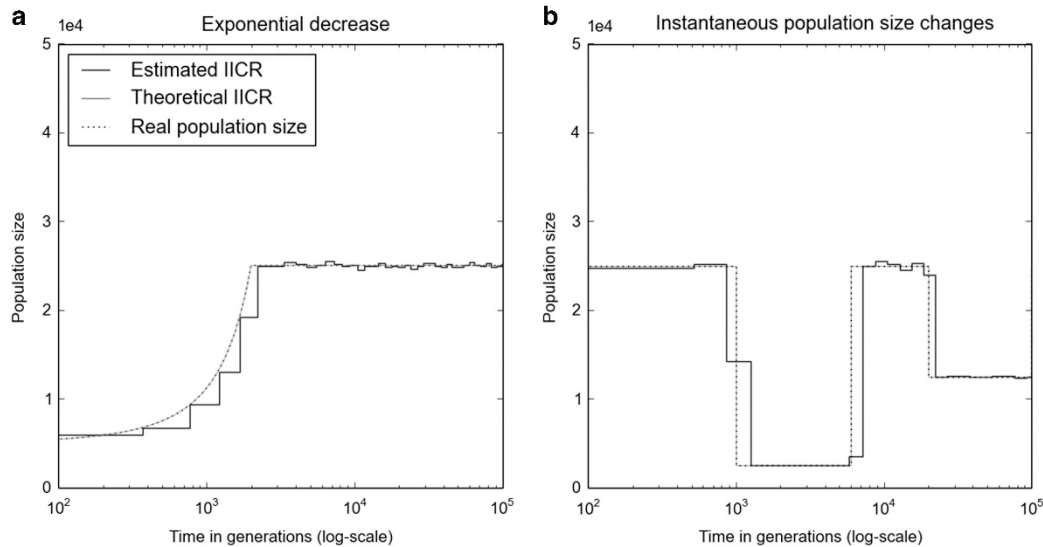 a
Exponential decrease
1e4
5
4
3
2
1
0
Population size
Estimated IICR
Theoretical IICR
Real population size
10^2
10^3
10^4
10^5
Time in generations (log-scale)
b
Instantaneous population size changes
1e4
5
4
3
2
1
0
Population size
10^2
10^3
10^4
10^5
Time in generations (log-scale)